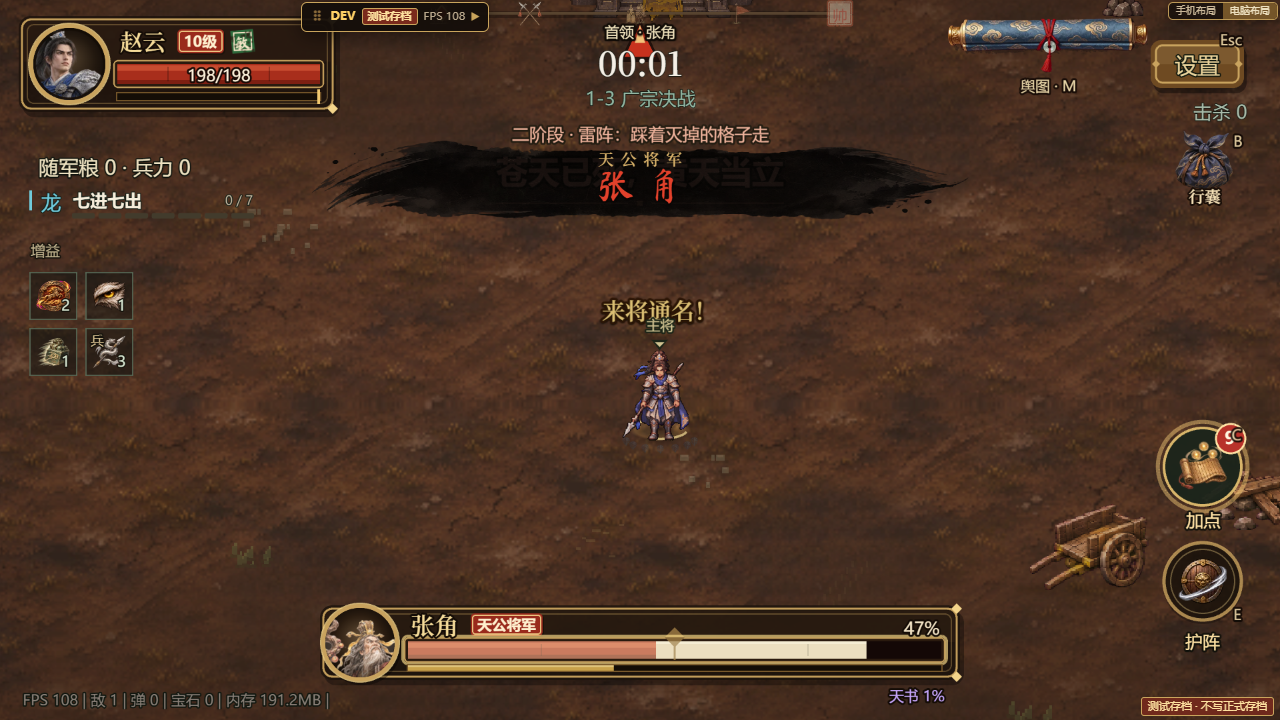 DEV 测试存档 FPS 108 ▶
手机布局 电脑布局
赵云 10级 敌
198/198
首领·张角
00:01
1-3 广宗决战
二阶段 · 雷阵：踩着灭掉的格子走
天公将军
张角
舆图 · M
Esc
设置
击杀 0
B
行囊
随军粮 0 · 兵力 0
龙 七进七出 0 / 7
增益
2
1
1
兵 3
来将通名！
主将
C
加点
E
护阵
张角 天公将军 47%
天书 1%
FPS 108 | 敌 1 | 弹 0 | 宝石 0 | 内存 191.2MB |
测试存档 · 不写正式存档